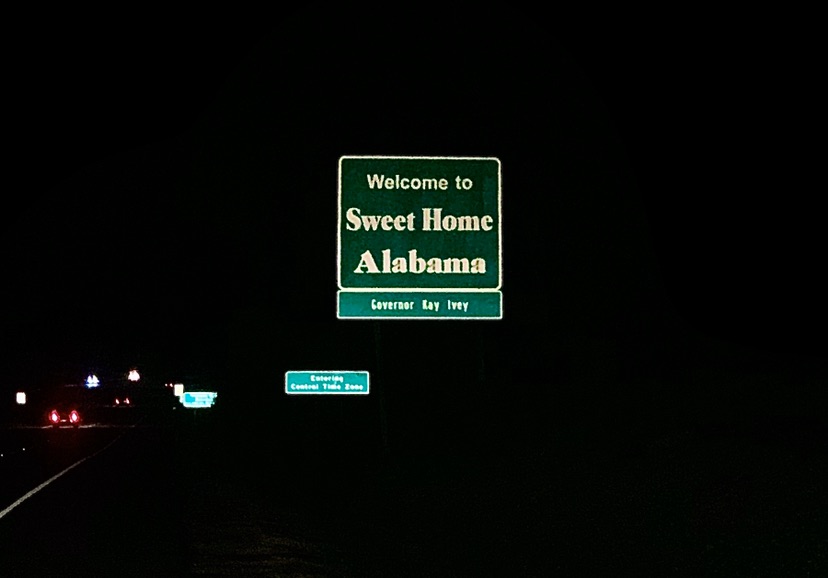 Welcome to
Sweet Home
Alabama
Governor Kay Ivey
Entering
Central Time Zone